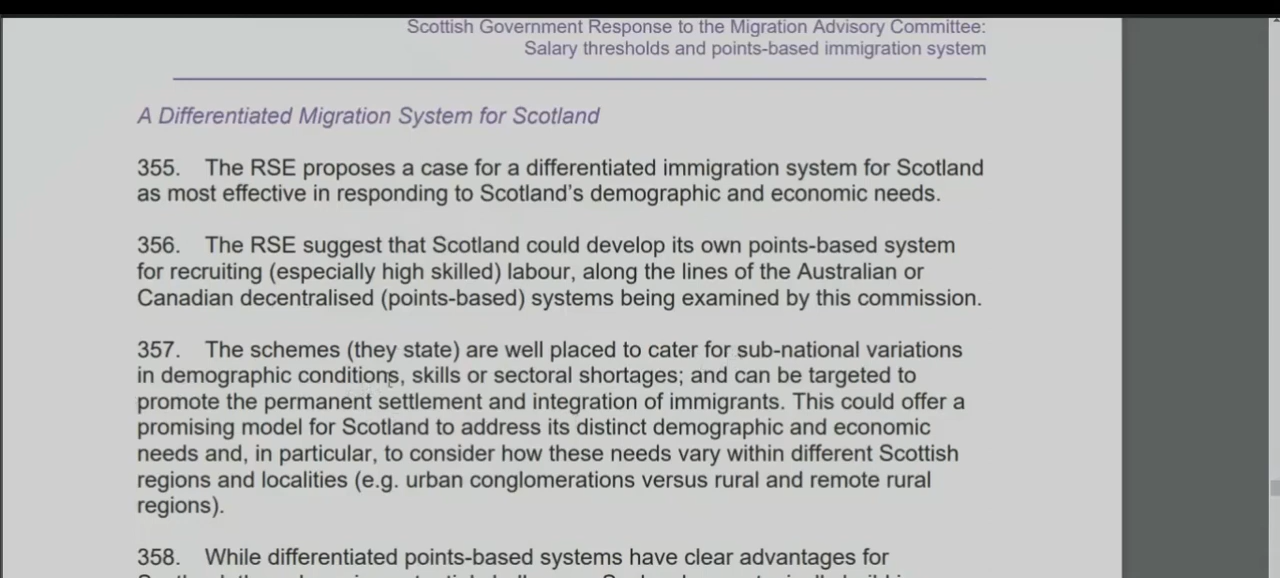 Scottish Government Response to the Migration Advisory Committee:
Salary thresholds and points-based immigration system
A Differentiated Migration System for Scotland
355. The RSE proposes a case for a differentiated immigration system for Scotland
as most effective in responding to Scotland's demographic and economic needs.
356. The RSE suggest that Scotland could develop its own points-based system
for recruiting (especially high skilled) labour, along the lines of the Australian or
Canadian decentralised (points-based) systems being examined by this commission.
357. The schemes (they state) are well placed to cater for sub-national variations
in demographic conditions, skills or sectoral shortages; and can be targeted to
promote the permanent settlement and integration of immigrants. This could offer a
promising model for Scotland to address its distinct demographic and economic
needs and, in particular, to consider how these needs vary within different Scottish
regions and localities (e.g. urban conglomerations versus rural and remote rural
regions).
358. While differentiated points-based systems have clear advantages for